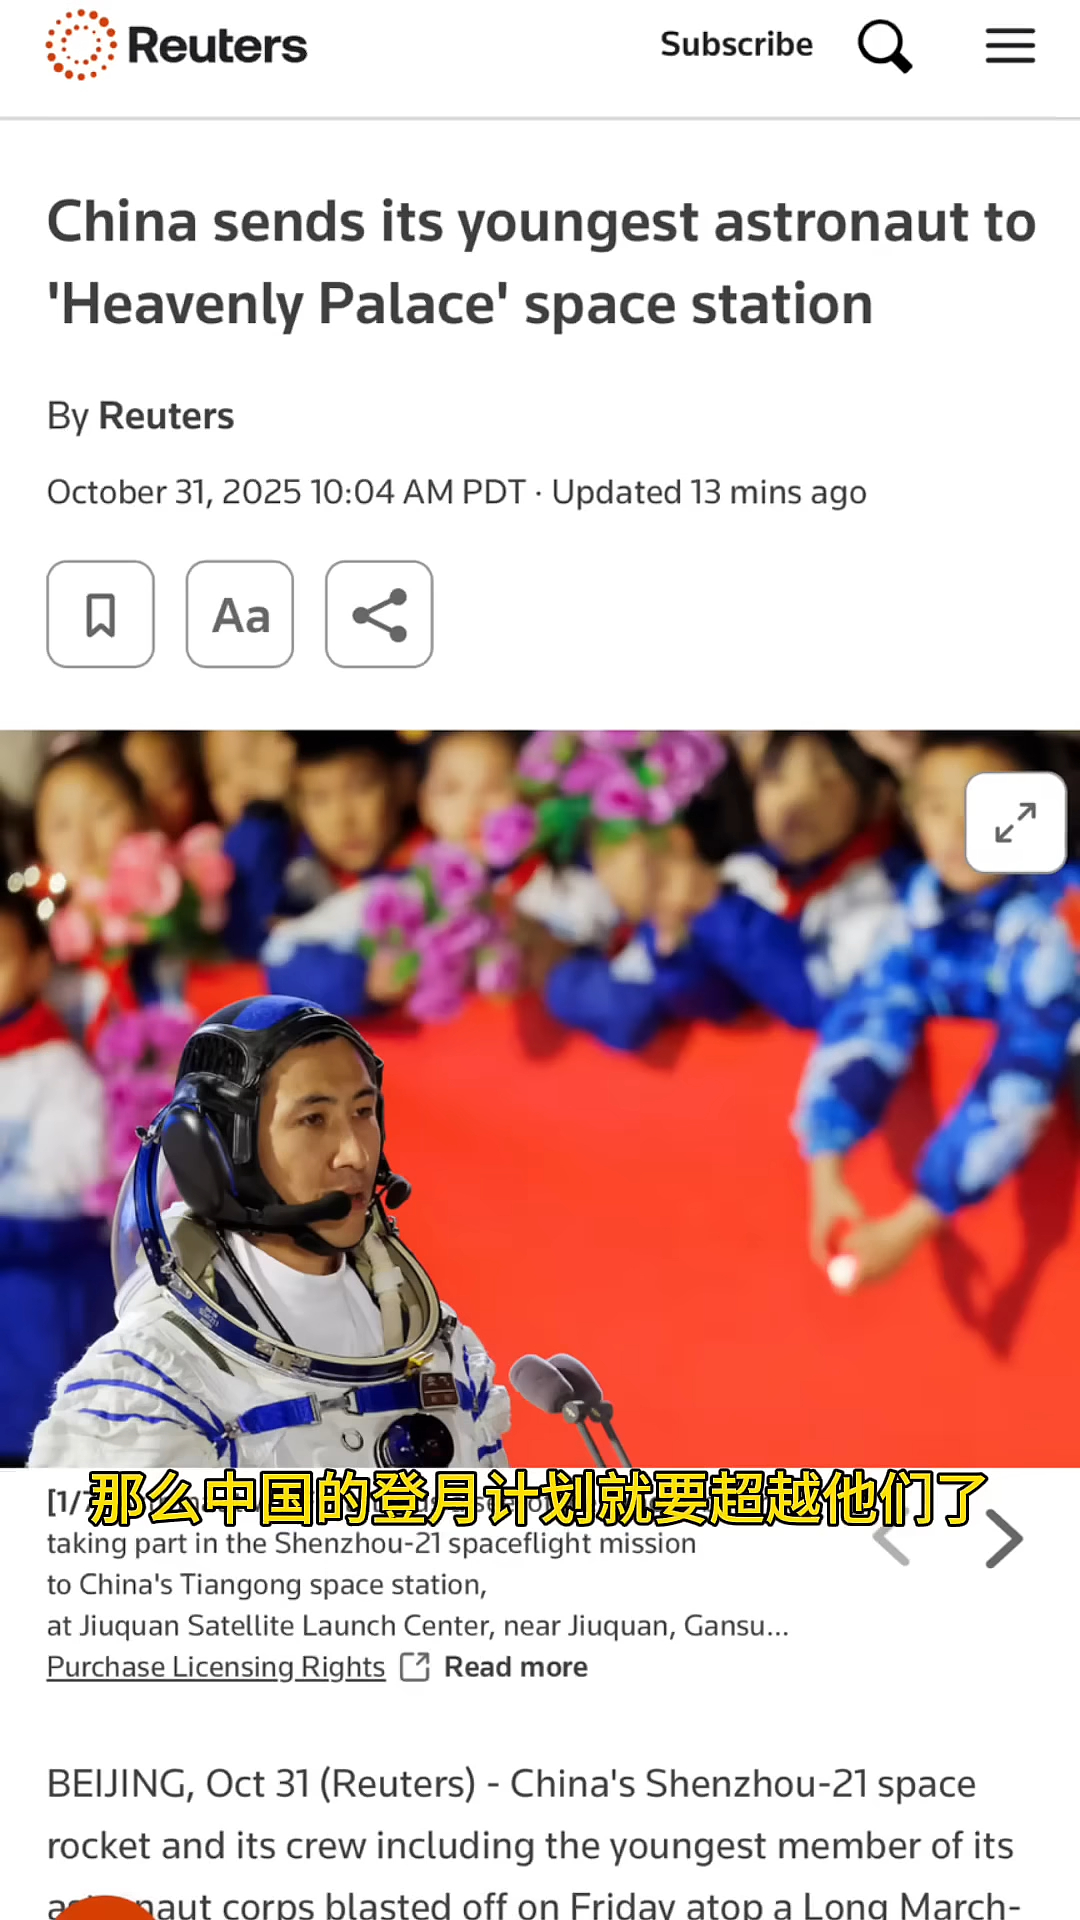 Reuters
Subscribe
China sends its youngest astronaut to
'Heavenly Palace' space station
By Reuters
October 31, 2025 10:04 AM PDT · Updated 13 mins ago
Aa
那么中国的登月计划就要超越他们了
[1/
taking part in the Shenzhou-21 spaceflight mission
to China's Tiangong space station,
at Jiuquan Satellite Launch Center, near Jiuquan, Gansu...
Purchase Licensing Rights Read more
BEIJING, Oct 31 (Reuters) - China's Shenzhou-21 space
rocket and its crew including the youngest member of its
corps blasted off on Friday atop a Long March-